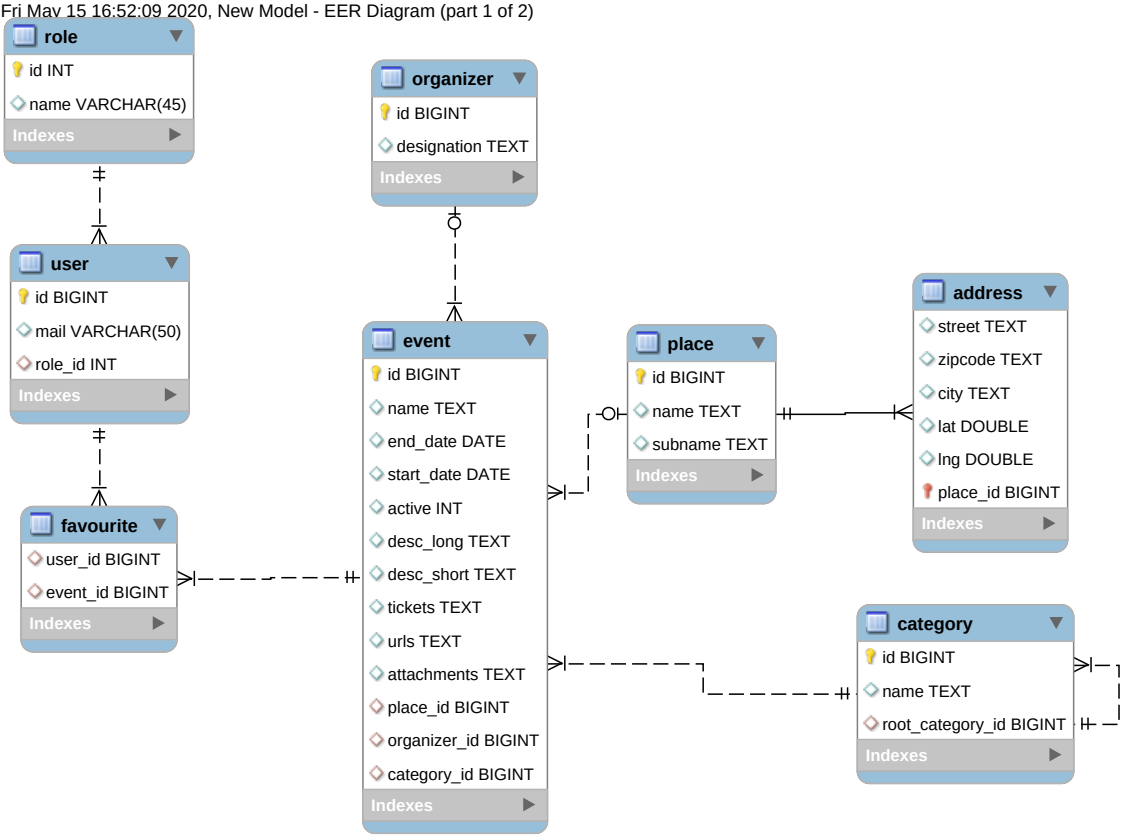 Fri May 15 16:52:09 2020, New Model - EER Diagram (part 1 of 2)
role
id INT
name VARCHAR(45)
Indexes
organizer
id BIGINT
designation TEXT
Indexes
user
id BIGINT
mail VARCHAR(50)
role_id INT
Indexes
favourite
user_id BIGINT
event_id BIGINT
Indexes
event
id BIGINT
name TEXT
end_date DATE
start_date DATE
active INT
desc_long TEXT
desc_short TEXT
tickets TEXT
urls TEXT
attachments TEXT
place_id BIGINT
organizer_id BIGINT
category_id BIGINT
Indexes
place
id BIGINT
name TEXT
subname TEXT
Indexes
address
street TEXT
zipcode TEXT
city TEXT
lat DOUBLE
lng DOUBLE
place_id BIGINT
Indexes
category
id BIGINT
name TEXT
root_category_id BIGINT
Indexes